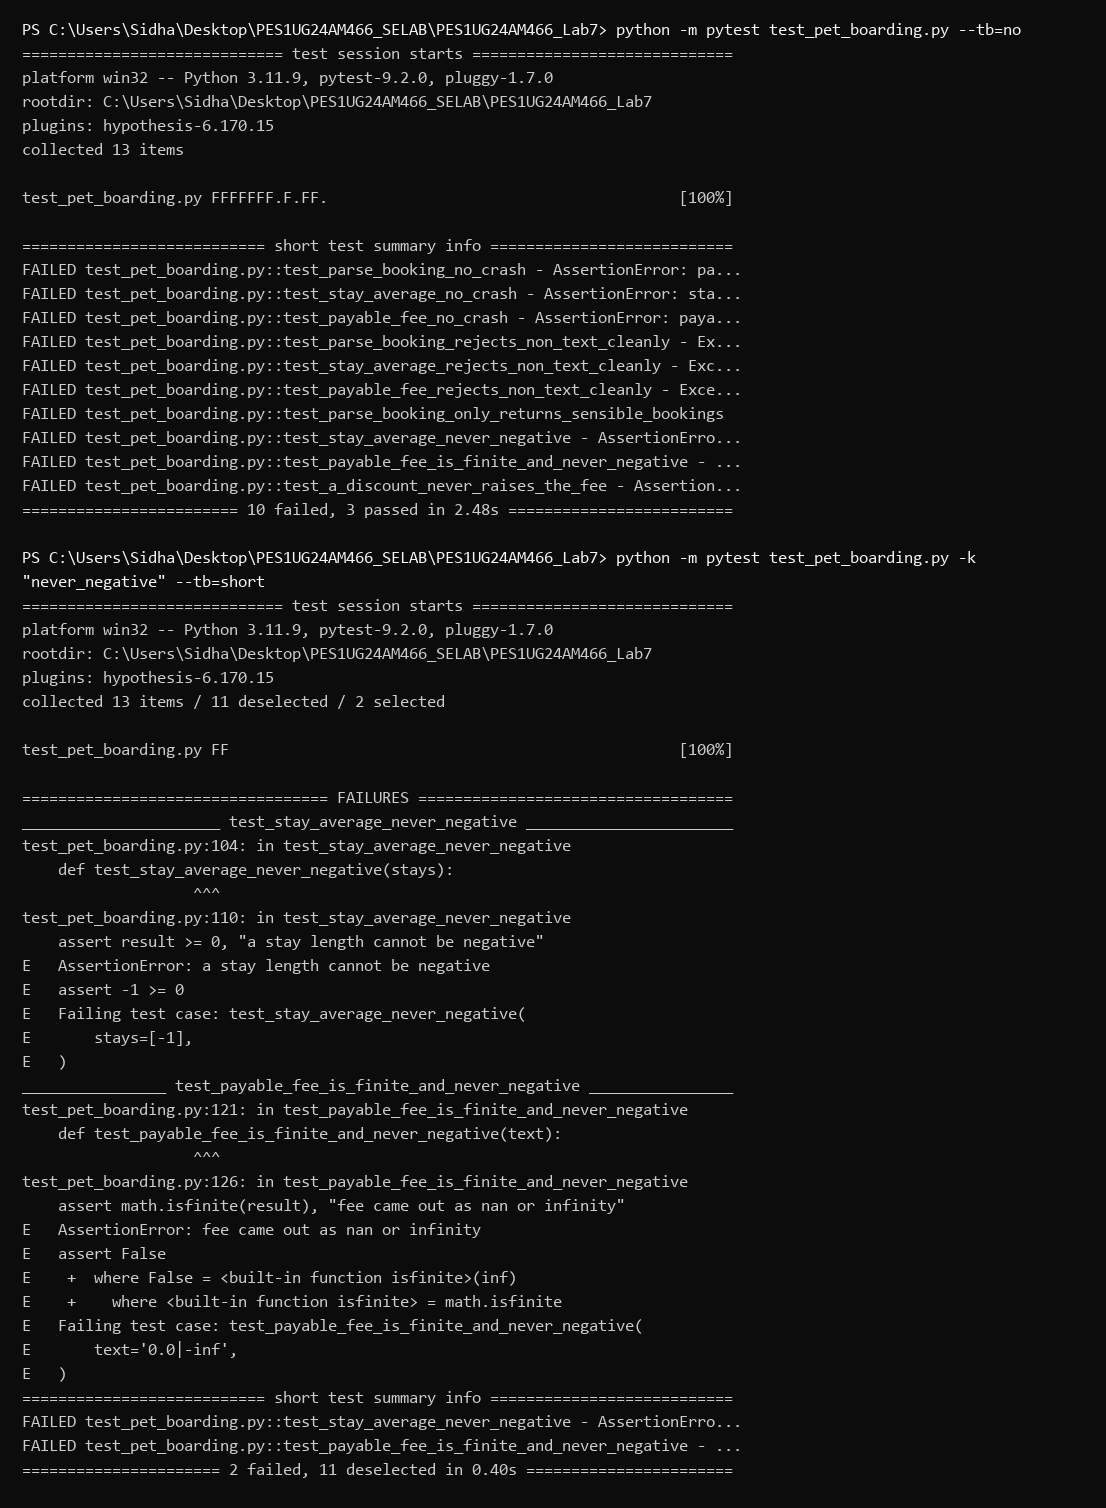 PS C:\Users\Sidha\Desktop\PES1UG24AM466_SELAB\PES1UG24AM466_Lab7> python -m pytest test_pet_boarding.py --tb=no
============================= test session starts =============================
platform win32 -- Python 3.11.9, pytest-9.2.0, pluggy-1.7.0
rootdir: C:\Users\Sidha\Desktop\PES1UG24AM466_SELAB\PES1UG24AM466_Lab7
plugins: hypothesis-6.170.15
collected 13 items

test_pet_boarding.py FFFFFFF.F.FF.                                       [100%]

=========================== short test summary info ===========================
FAILED test_pet_boarding.py::test_parse_booking_no_crash - AssertionError: pa...
FAILED test_pet_boarding.py::test_stay_average_no_crash - AssertionError: sta...
FAILED test_pet_boarding.py::test_payable_fee_no_crash - AssertionError: paya...
FAILED test_pet_boarding.py::test_parse_booking_rejects_non_text_cleanly - Ex...
FAILED test_pet_boarding.py::test_stay_average_rejects_non_text_cleanly - Exc...
FAILED test_pet_boarding.py::test_payable_fee_rejects_non_text_cleanly - Exce...
FAILED test_pet_boarding.py::test_parse_booking_only_returns_sensible_bookings
FAILED test_pet_boarding.py::test_stay_average_never_negative - AssertionErro...
FAILED test_pet_boarding.py::test_payable_fee_is_finite_and_never_negative - ...
FAILED test_pet_boarding.py::test_a_discount_never_raises_the_fee - Assertion...
======================== 10 failed, 3 passed in 2.48s =========================

PS C:\Users\Sidha\Desktop\PES1UG24AM466_SELAB\PES1UG24AM466_Lab7> python -m pytest test_pet_boarding.py -k
"never_negative" --tb=short
============================= test session starts =============================
platform win32 -- Python 3.11.9, pytest-9.2.0, pluggy-1.7.0
rootdir: C:\Users\Sidha\Desktop\PES1UG24AM466_SELAB\PES1UG24AM466_Lab7
plugins: hypothesis-6.170.15
collected 13 items / 11 deselected / 2 selected

test_pet_boarding.py FF                                                  [100%]

================================== FAILURES ===================================
______________________ test_stay_average_never_negative _______________________
test_pet_boarding.py:104: in test_stay_average_never_negative
    def test_stay_average_never_negative(stays):
                   ^^^
test_pet_boarding.py:110: in test_stay_average_never_negative
    assert result >= 0, "a stay length cannot be negative"
E   AssertionError: a stay length cannot be negative
E   assert -1 >= 0
E   Failing test case: test_stay_average_never_negative(
E       stays=[-1],
E   )
________________ test_payable_fee_is_finite_and_never_negative ________________
test_pet_boarding.py:121: in test_payable_fee_is_finite_and_never_negative
    def test_payable_fee_is_finite_and_never_negative(text):
                   ^^^
test_pet_boarding.py:126: in test_payable_fee_is_finite_and_never_negative
    assert math.isfinite(result), "fee came out as nan or infinity"
E   AssertionError: fee came out as nan or infinity
E   assert False
E    +  where False = <built-in function isfinite>(inf)
E    +    where <built-in function isfinite> = math.isfinite
E   Failing test case: test_payable_fee_is_finite_and_never_negative(
E       text='0.0|-inf',
E   )
=========================== short test summary info ===========================
FAILED test_pet_boarding.py::test_stay_average_never_negative - AssertionErro...
FAILED test_pet_boarding.py::test_payable_fee_is_finite_and_never_negative - ...
====================== 2 failed, 11 deselected in 0.40s =======================